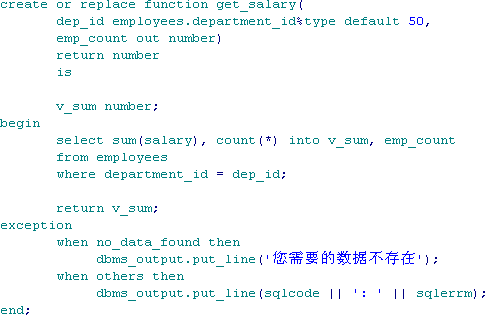 create or replace function get_salary(
dep_id employees.department_id%type default 50,
emp_count out number)
return number
is
v_sum number;
begin
select sum(salary), count(*) into v_sum, emp_count
from employees
where department_id = dep_id;
return v_sum;
exception
when no_data_found then
dbms_output.put_line('您需要的数据不存在');
when others then
dbms_output.put_line(sqlcode || ': ' || sqlerrm);
end;